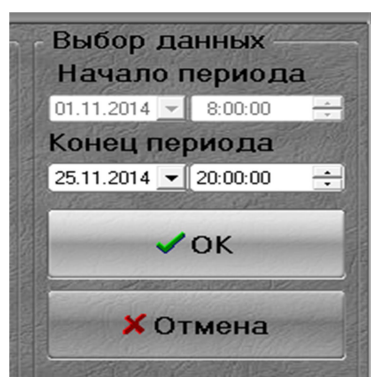 Выбор данных
Начало периода
01.11.2014 8:00:00
Конец периода
25.11.2014 20:00:00
OK
Отмена